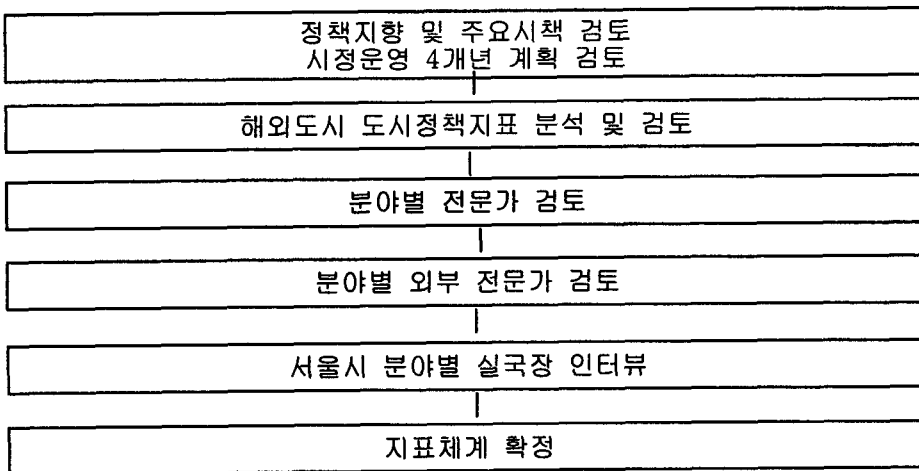 정책지향 및 주요시책 검토
시정운영 4개년 계획 검토
해외도시 도시정책지표 분석 및 검토
분야별 전문가 검토
분야별 외부 전문가 검토
서울시 분야별 실국장 인터뷰
지표체계 확정